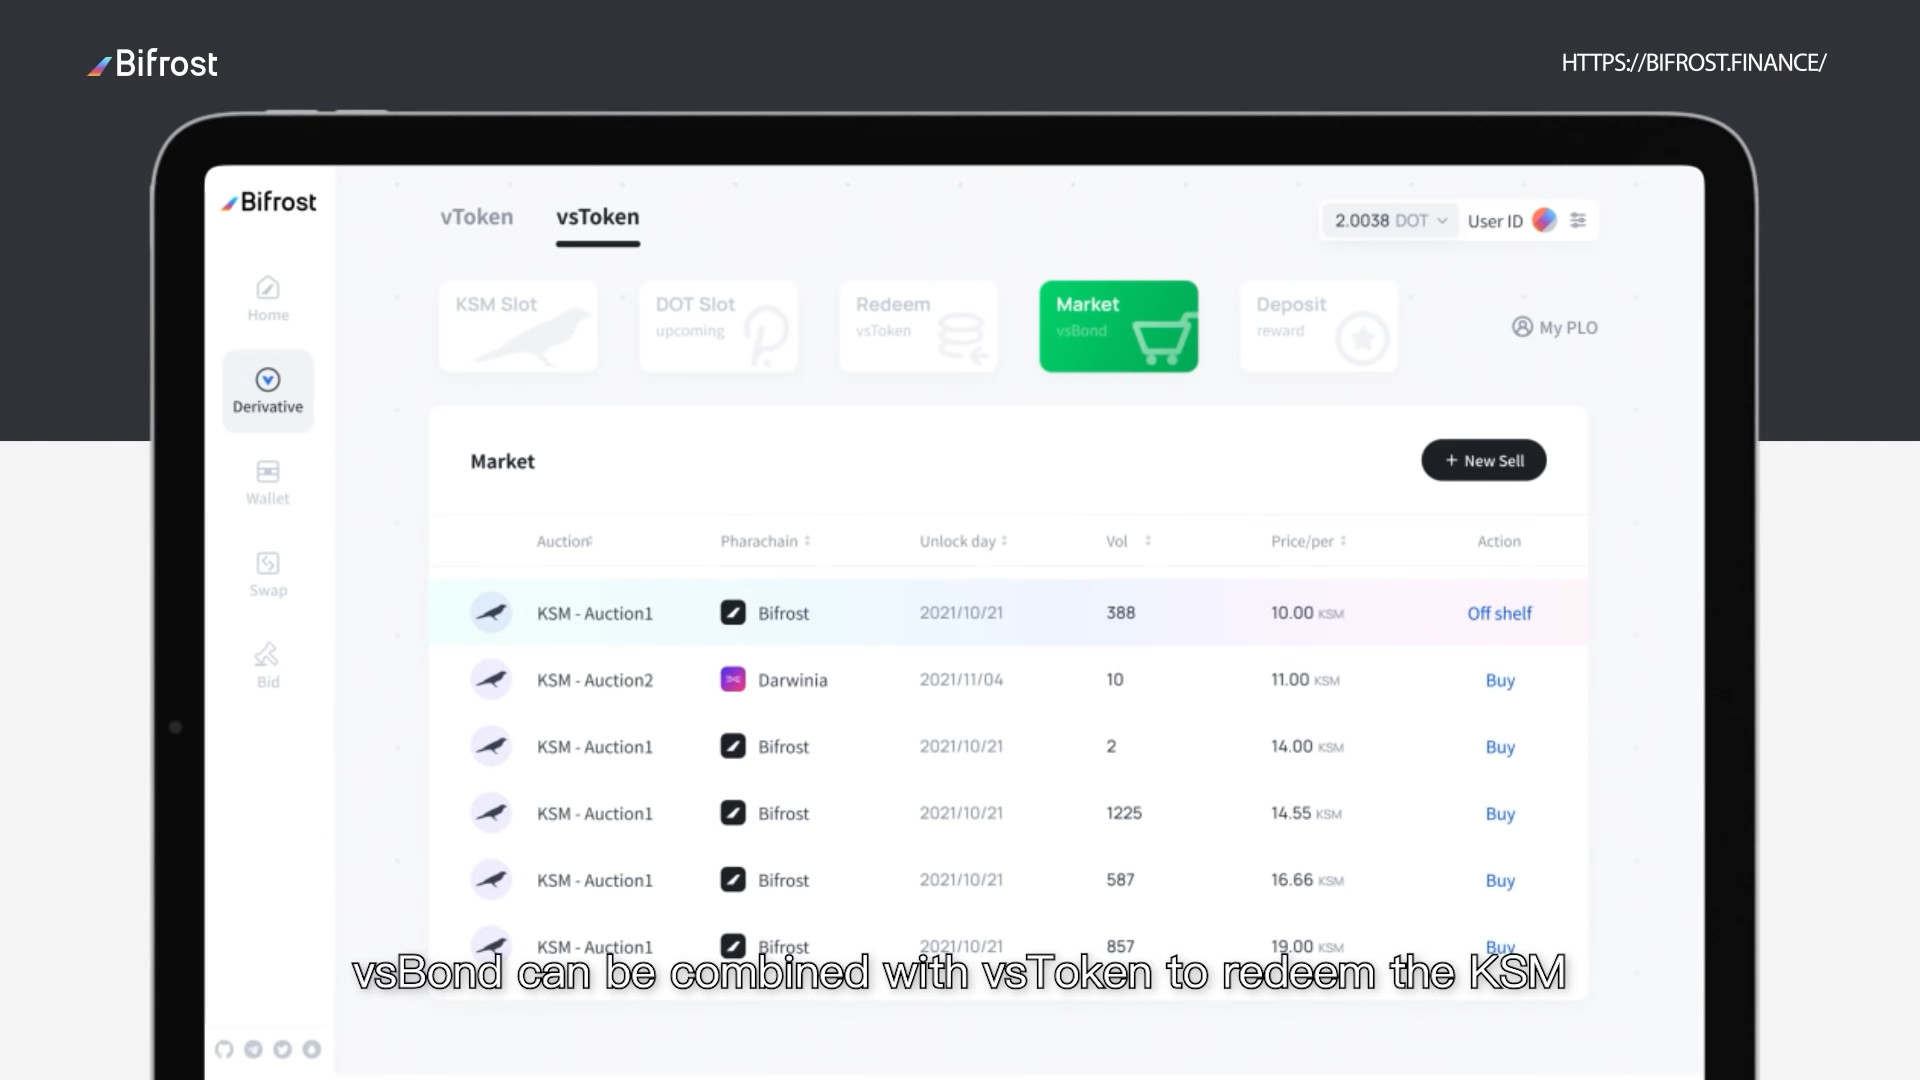 Bifrost
HTTPS://BIFROST.FINANCE/
Bifrost
vToken
vsToken
2.0038 DOT
User ID
Home
Derivative
Wallet
Swap
Bid
KSM Slot
DOT Slot
upcoming
Redeem
vsToken
Market
vsBond
Deposit
reward
My PLO
Market
+ New Sell
Auction Pharachain Unlock day Vol Price/per Action
KSM - Auction1 Bifrost 2021/10/21 388 10.00 KSM Off shelf
KSM - Auction2 Darwinia 2021/11/04 10 11.00 KSM Buy
KSM - Auction1 Bifrost 2021/10/21 2 14.00 KSM Buy
KSM - Auction1 Bifrost 2021/10/21 1225 14.55 KSM Buy
KSM - Auction1 Bifrost 2021/10/21 587 16.66 KSM Buy
KSM - Auction1 Bifrost 2021/10/21 857 19.00 KSM Buy
vsBond can be combined with vsToken to redeem the KSM